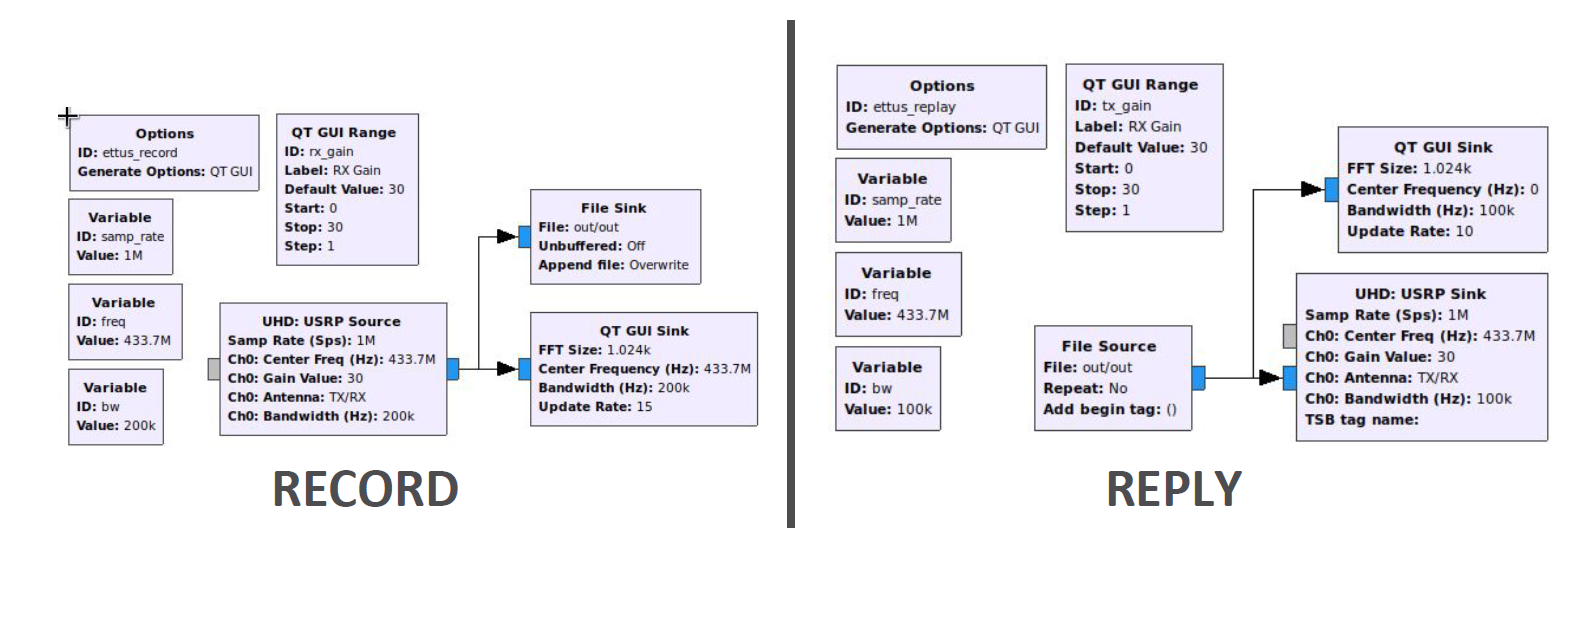 Options
ID: ettus_record
Generate Options: QT GUI
Variable
ID: samp_rate
Value: 1M
Variable
ID: freq
Value: 433.7M
Variable
ID: bw
Value: 200k
QT GUI Range
ID: rx_gain
Label: RX Gain
Default Value: 30
Start: 0
Stop: 30
Step: 1
UHD: USRP Source
Samp Rate (Sps): 1M
Ch0: Center Freq (Hz): 433.7M
Ch0: Gain Value: 30
Ch0: Antenna: TX/RX
Ch0: Bandwidth (Hz): 200k
File Sink
File: out/out
Unbuffered: Off
Append file: Overwrite
QT GUI Sink
FFT Size: 1.024k
Center Frequency (Hz): 433.7M
Bandwidth (Hz): 200k
Update Rate: 15
RECORD
Options
ID: ettus_replay
Generate Options: QT GUI
Variable
ID: samp_rate
Value: 1M
Variable
ID: freq
Value: 433.7M
Variable
ID: bw
Value: 100k
QT GUI Range
ID: tx_gain
Label: RX Gain
Default Value: 30
Start: 0
Stop: 30
Step: 1
File Source
File: out/out
Repeat: No
Add begin tag: ()
QT GUI Sink
FFT Size: 1.024k
Center Frequency (Hz): 0
Bandwidth (Hz): 100k
Update Rate: 10
UHD: USRP Sink
Samp Rate (Sps): 1M
Ch0: Center Freq (Hz): 433.7M
Ch0: Gain Value: 30
Ch0: Antenna: TX/RX
Ch0: Bandwidth (Hz): 100k
TSB tag name:
REPLY